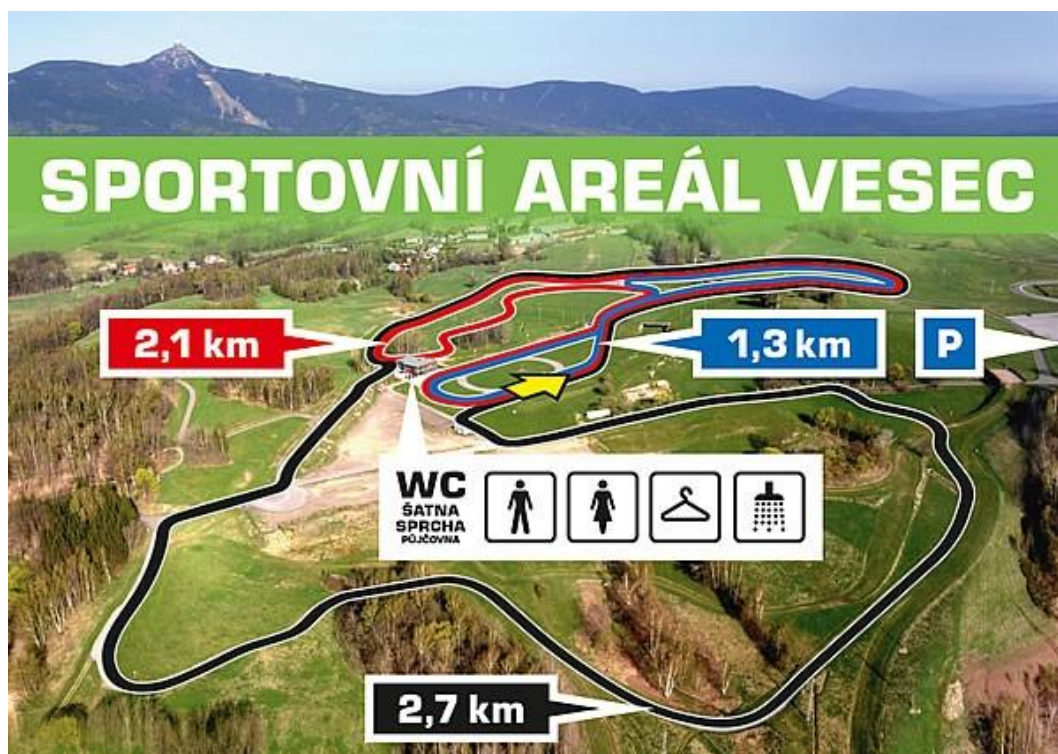 SPORTOVNÍ AREÁL VESEC
2,1 km
1,3 km
P
WC
ŠATNA
SPRCHA
PŮJČOVNA
2,7 km